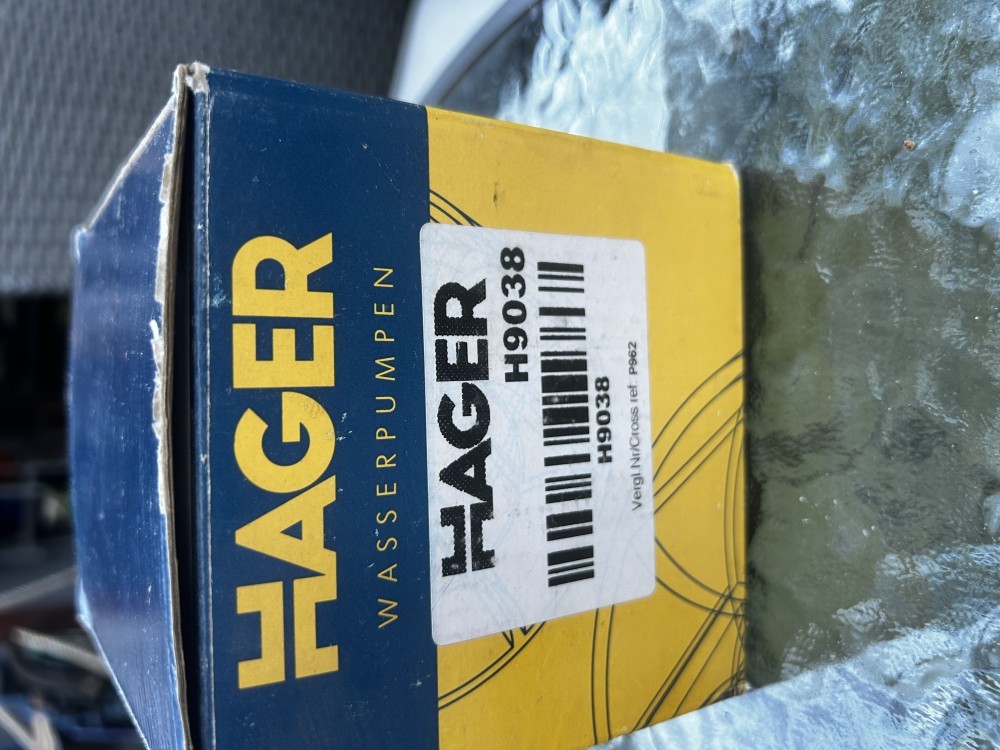 HAGER
WASSERPUMPEN
HAGER
H9038
H9038
Vergl.Nr/Cross ref. P962